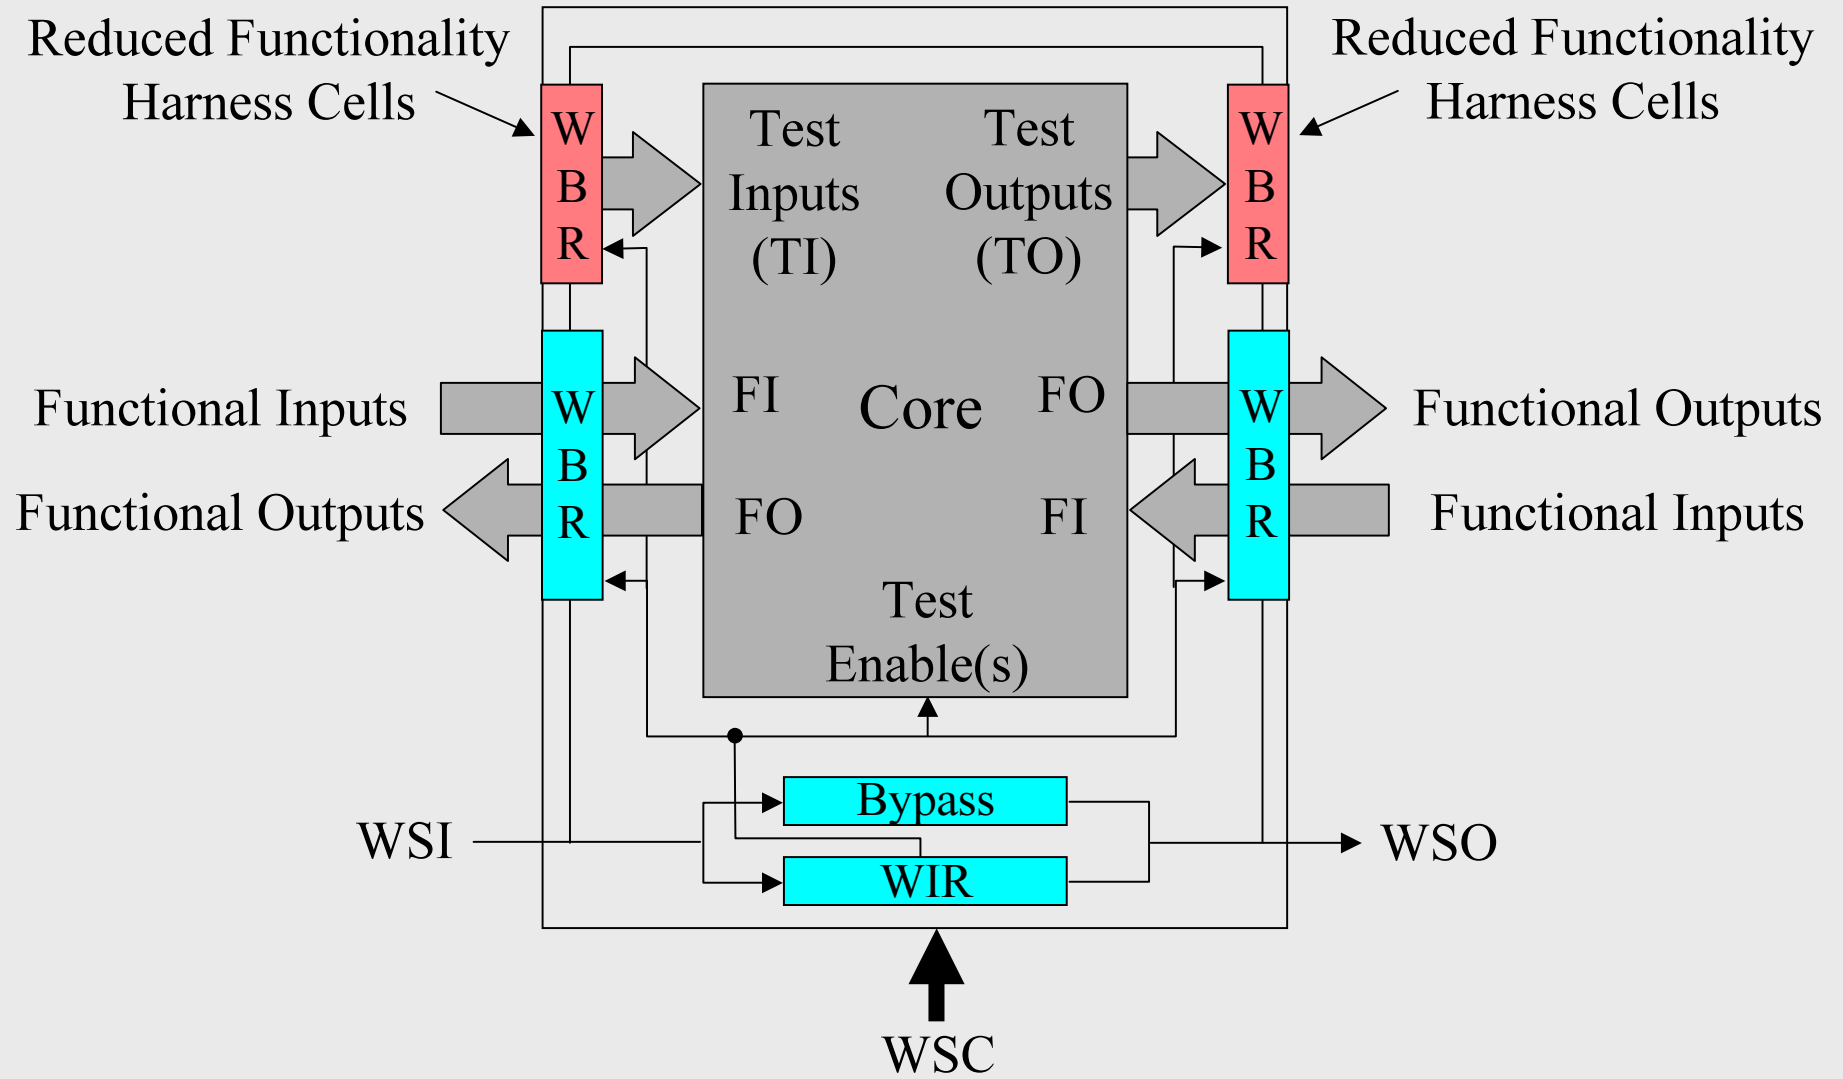 Reduced Functionality
Harness Cells
Reduced Functionality
Harness Cells
W
B
R
Test
Inputs
(TI)
Test
Outputs
(TO)
W
B
R
Functional Inputs
Functional Outputs
W
B
R
FI
FO
Core
FO
FI
W
B
R
Functional Outputs
Functional Inputs
Test
Enable(s)
WSI
Bypass
WIR
WSO
WSC